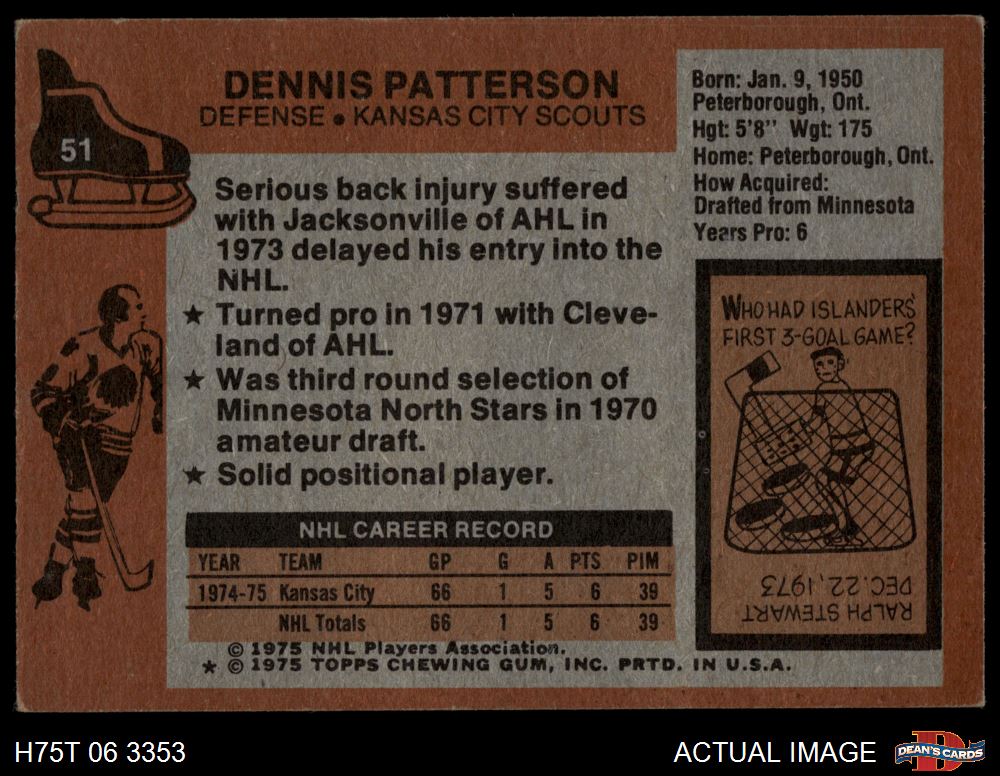 51
DENNIS PATTERSON
DEFENSE • KANSAS CITY SCOUTS
Born: Jan. 9, 1950
Peterborough, Ont.
Hgt: 5'8" Wgt: 175
Home: Peterborough, Ont.
How Acquired:
Drafted from Minnesota
Years Pro: 6
Serious back injury suffered
with Jacksonville of AHL in
1973 delayed his entry into the
NHL.
★ Turned pro in 1971 with Cleve-
land of AHL.
★ Was third round selection of
Minnesota North Stars in 1970
amateur draft.
★ Solid positional player.
WHO HAD ISLANDERS'
FIRST 3-GOAL GAME?
RALPH STEWART
DEC. 22, 1973
NHL CAREER RECORD
YEAR TEAM GP G A PTS PIM
1974-75 Kansas City 66 1 5 6 39
NHL Totals 66 1 5 6 39
© 1975 NHL Players Association.
★ © 1975 TOPPS CHEWING GUM, INC. PRTD. IN U.S.A.
H75T 06 3353
ACTUAL IMAGE
DEAN'S CARDS